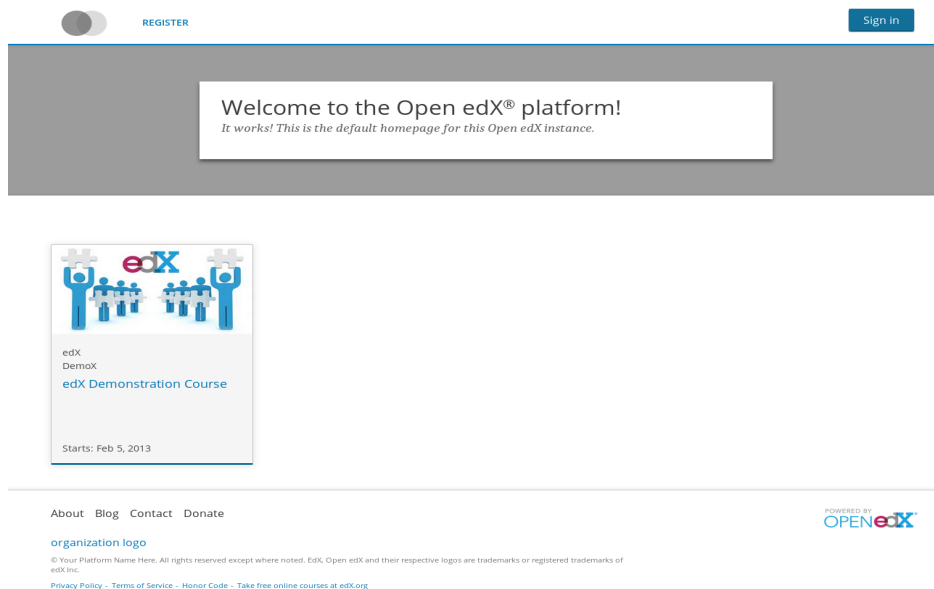 REGISTER
Sign in
Welcome to the Open edX® platform!
It works! This is the default homepage for this Open edX instance.
edX
edX
DemoX
edX Demonstration Course
Starts: Feb 5, 2013
About Blog Contact Donate
POWERED BY
OPEN edX
organization logo
© Your Platform Name Here. All rights reserved except where noted. EdX, Open edX and their respective logos are trademarks or registered trademarks of
edX Inc.
Privacy Policy - Terms of Service - Honor Code - Take free online courses at edX.org